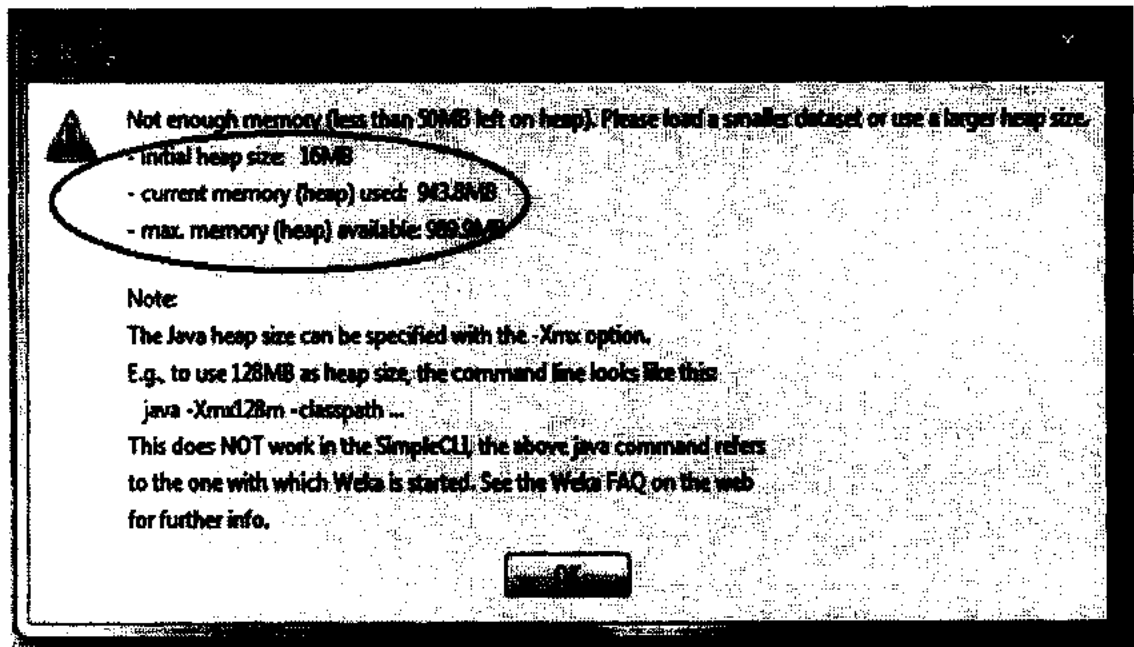 Not enough memory (less than 50MB left on heap). Please load a smaller dataset or use a larger heap size.
- initial heap size: 16MB
- current memory (heap) used: 943.8MB
- max. memory (heap) available: 989.9MB
Note:
The Java heap size can be specified with the -Xmx option.
E.g., to use 128MB as heap size, the command line looks like this:
java -Xmx128m -classpath ...
This does NOT work in the SimpleCLI, the above java command refers
to the one with which Weka is started. See the Weka FAQ on the web
for further info.
OK